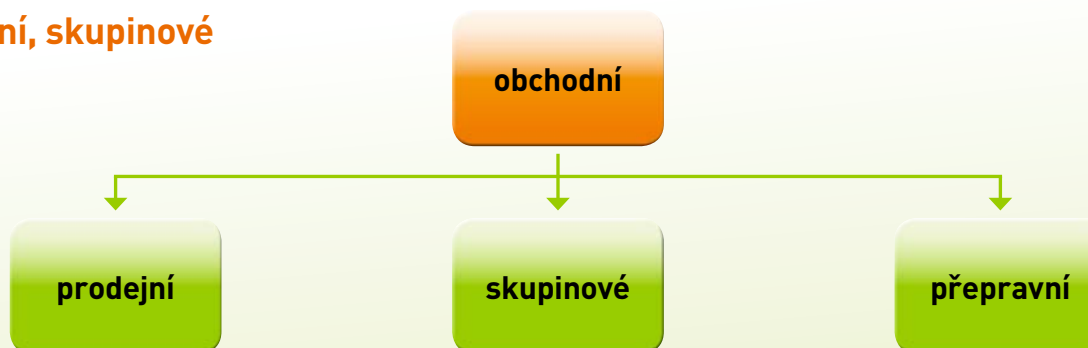 ní, skupinové
obchodní
prodejní
skupinové
přepravní